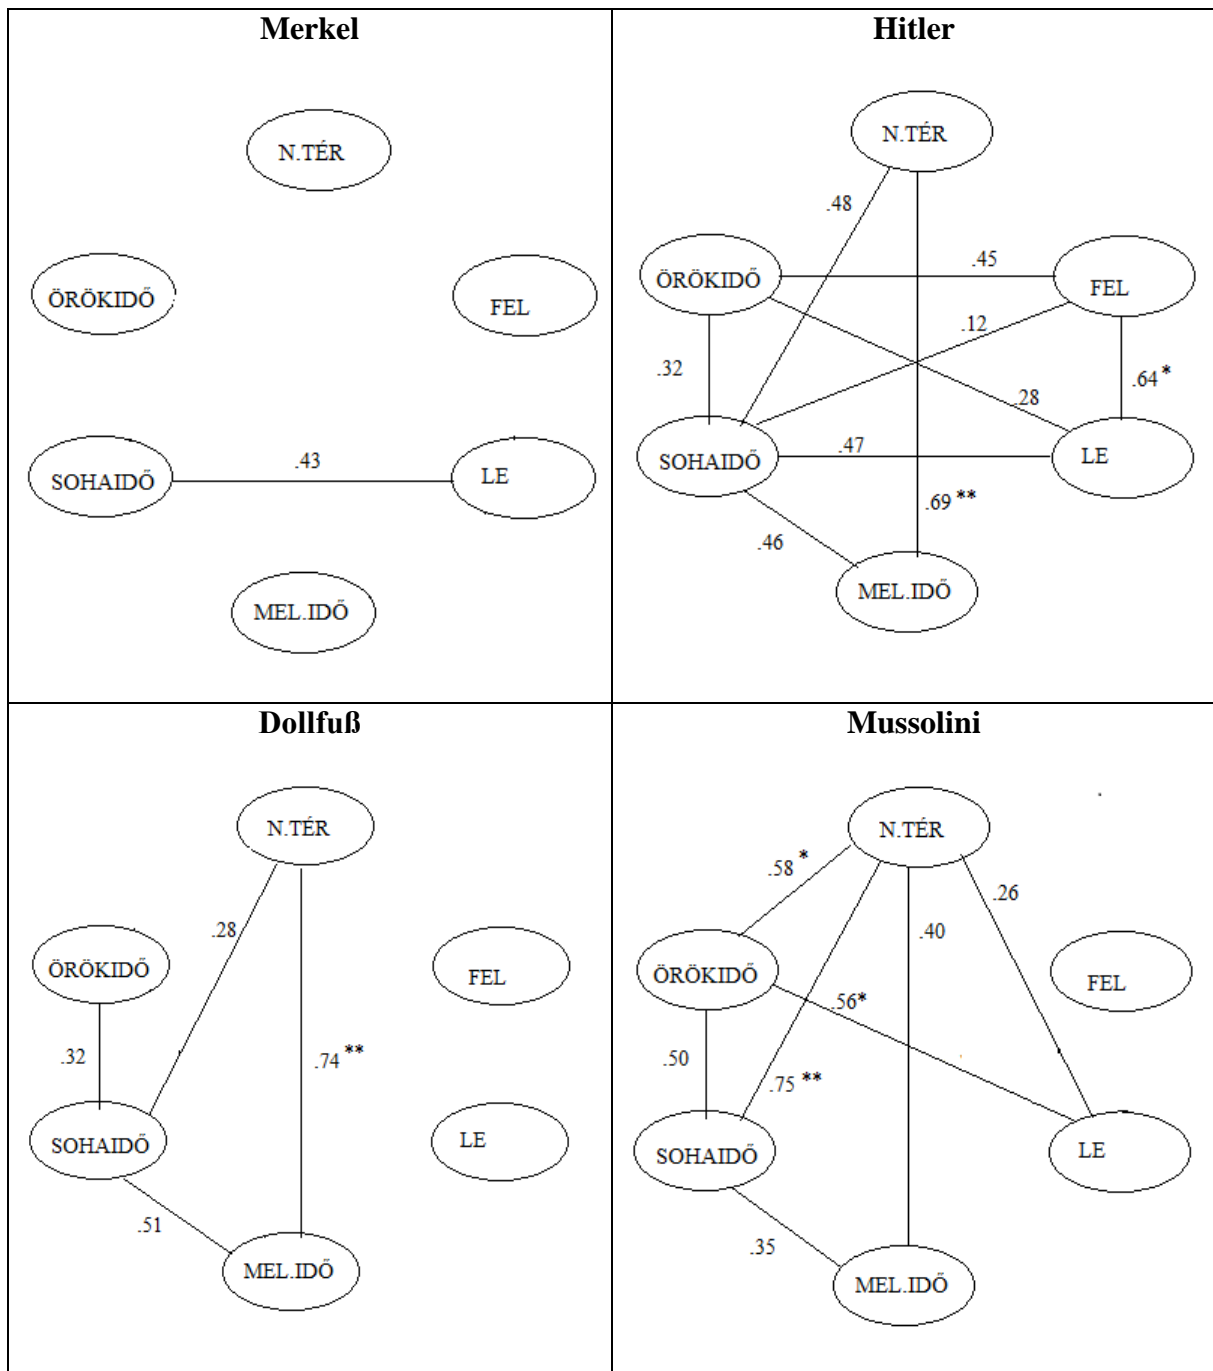 Merkel
N.TÉR
ÖRÖKIDŐ
FEL
SOHAIDŐ
.43
LE
MEL.IDŐ
Hitler
N.TÉR
.48
ÖRÖKIDŐ
.45
FEL
.12
.32
.28
.64 *
SOHAIDŐ
.47
LE
.46
.69 **
MEL.IDŐ
Dollfuß
N.TÉR
.28
ÖRÖKIDŐ
FEL
.32
.74 **
SOHAIDŐ
LE
.51
MEL.IDŐ
Mussolini
N.TÉR
.58 *
.26
.40
ÖRÖKIDŐ
FEL
.56*
.50
.75 **
SOHAIDŐ
LE
.35
MEL.IDŐ